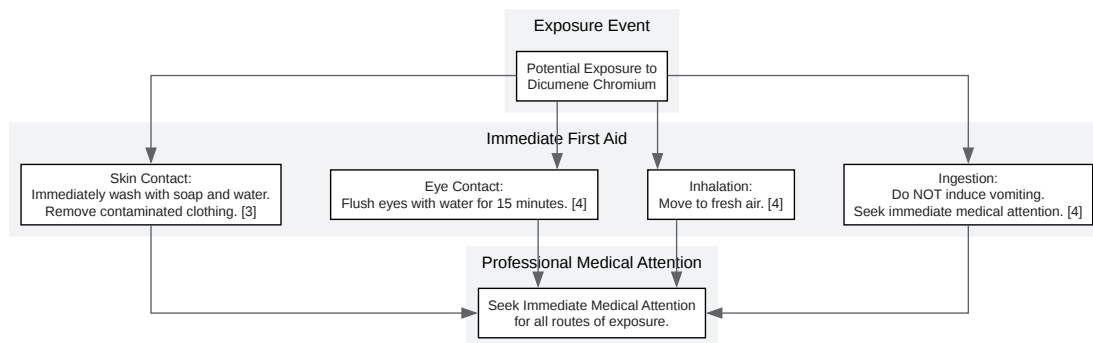 Exposure Event
Potential Exposure to
Dicumene Chromium
Immediate First Aid
Skin Contact:
Immediately wash with soap and water.
Remove contaminated clothing. [3]
Eye Contact:
Flush eyes with water for 15 minutes. [4]
Inhalation:
Move to fresh air. [4]
Ingestion:
Do NOT induce vomiting.
Seek immediate medical attention. [4]
Professional Medical Attention
Seek Immediate Medical Attention
for all routes of exposure.